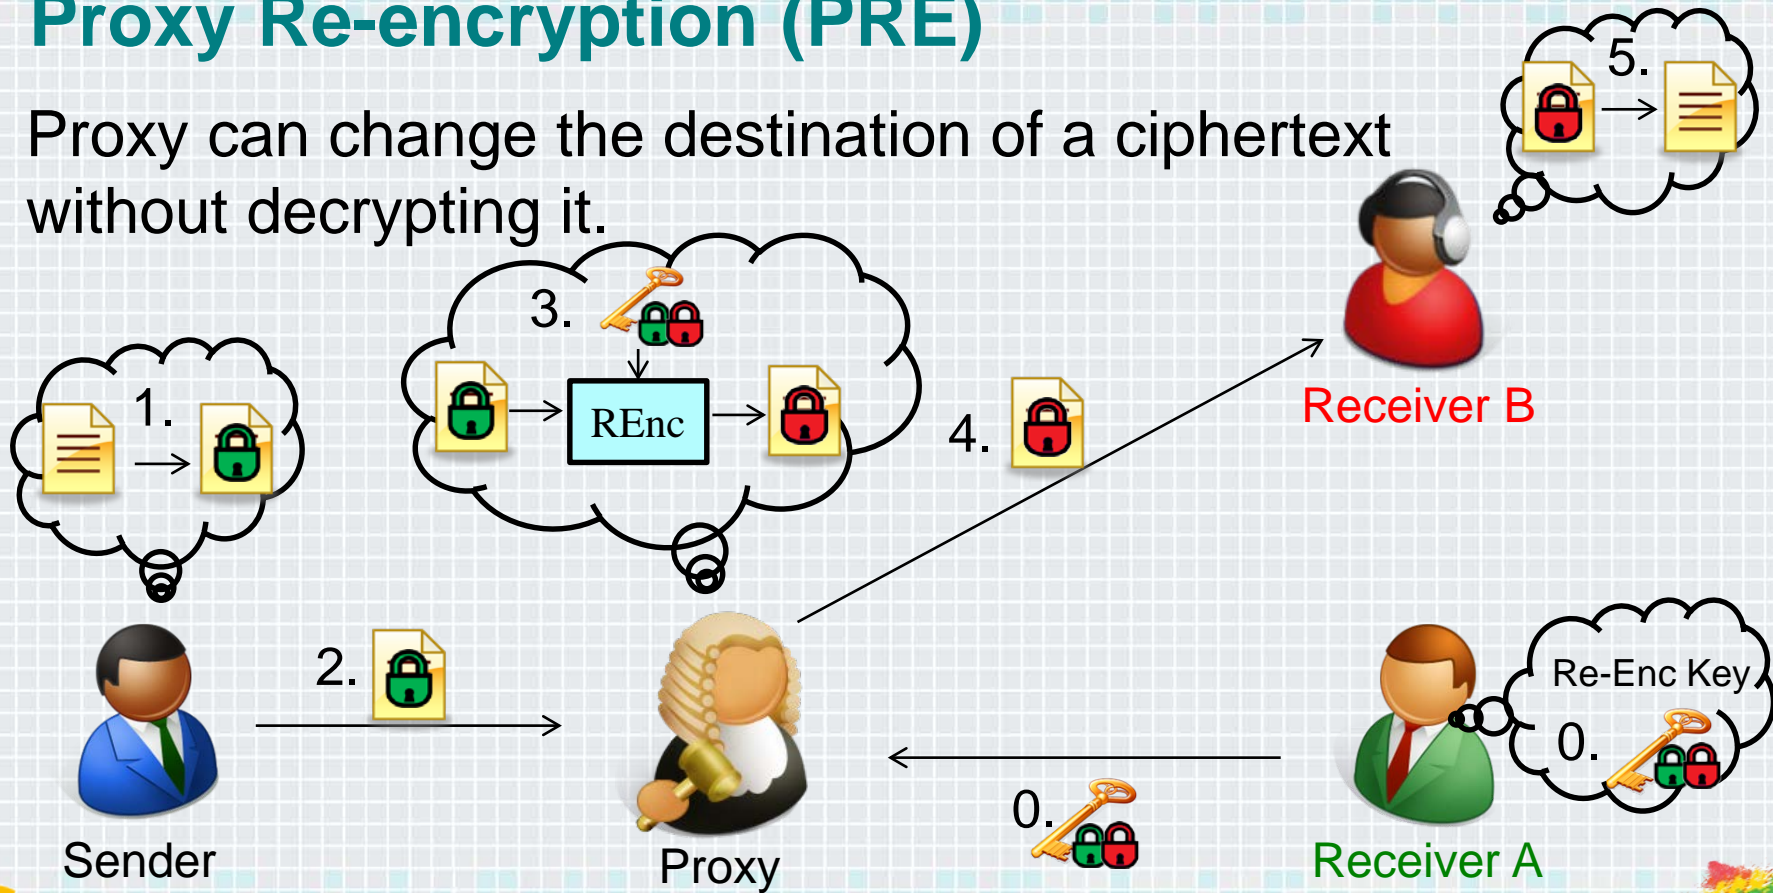 Proxy Re-encryption (PRE)
5.
Proxy can change the destination of a ciphertext
without decrypting it.
3.
1.
REnc
4.
Receiver B
2.
Re-Enc Key
0.
0.
Sender
Proxy
Receiver A